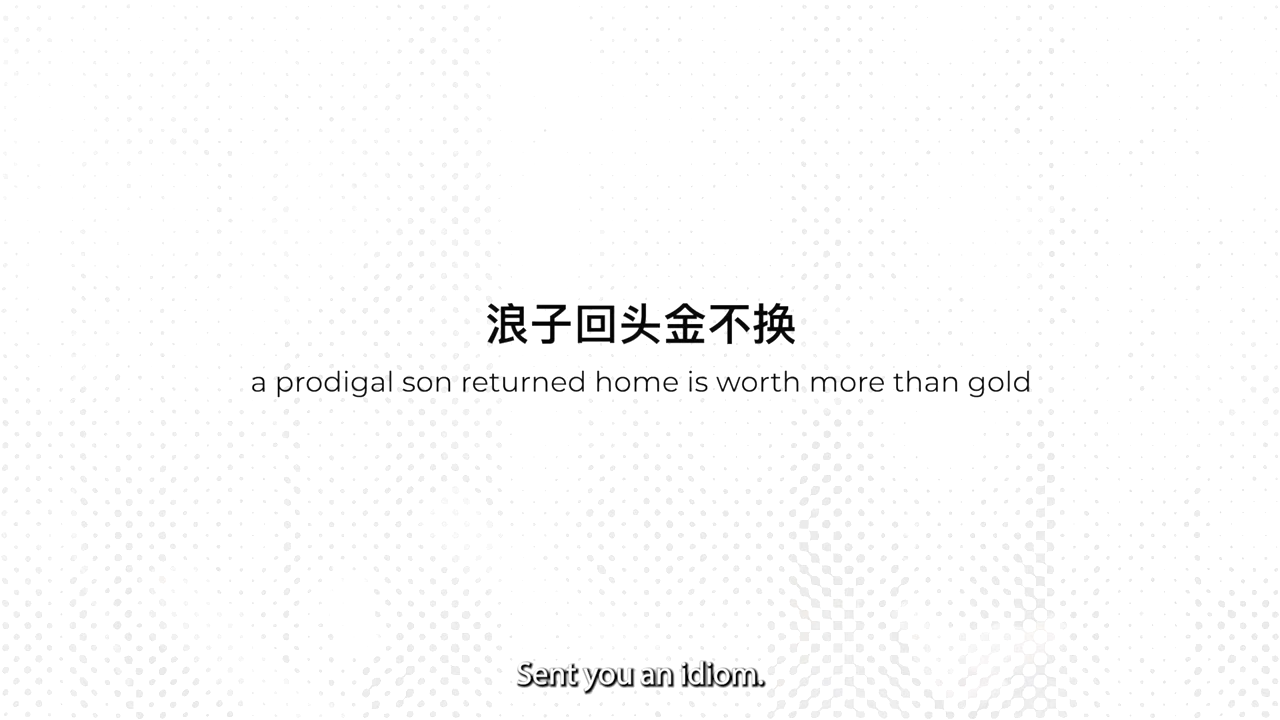 浪子回头金不换
a prodigal son returned home is worth more than gold
Sent you an idiom.